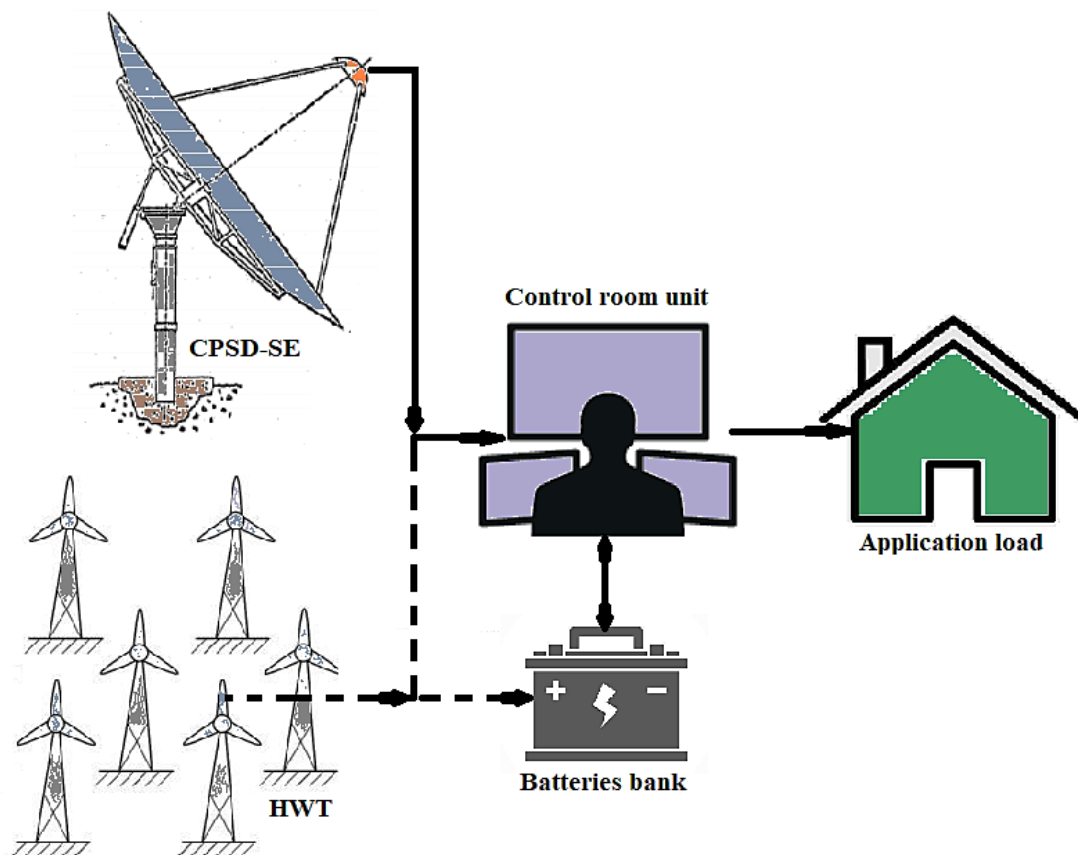 Control room unit
CPSD-SE
Application load
Batteries bank
HWT